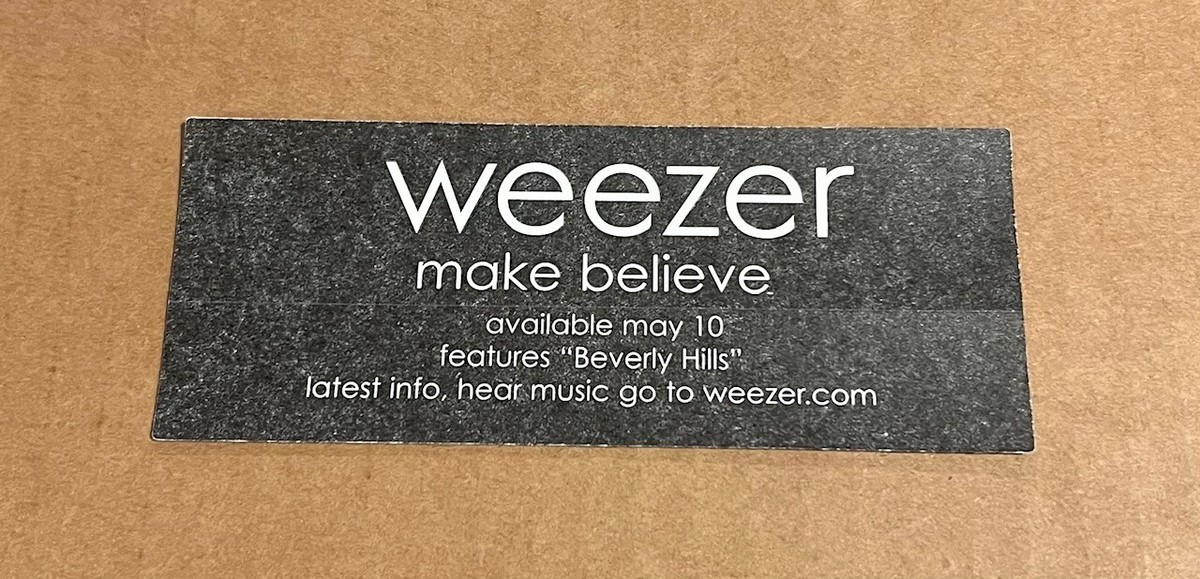 weezer
make believe
available may 10
features “Beverly Hills”
latest info, hear music go to weezer.com